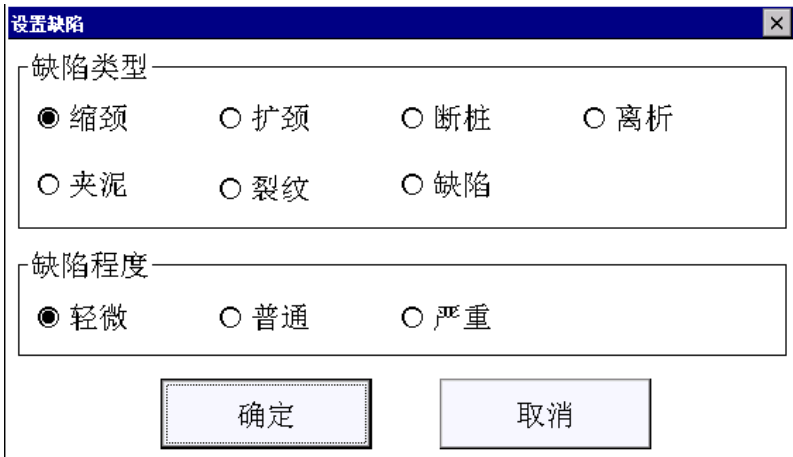 设置缺陷
缺陷类型
缩颈 扩颈 断桩 离析
夹泥 裂纹 缺陷
缺陷程度
轻微 普通 严重
确定 取消